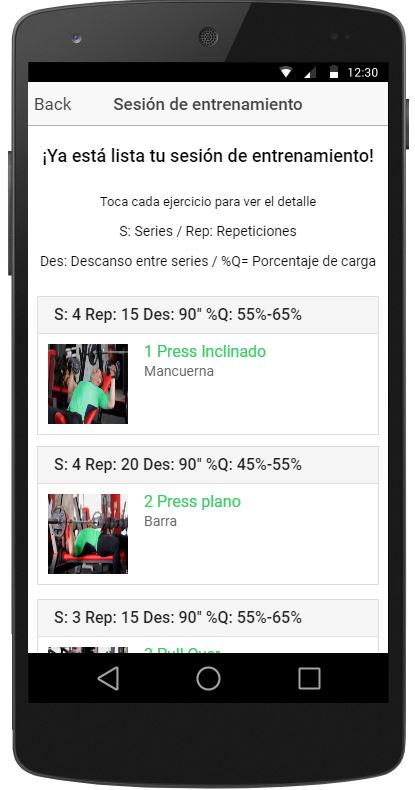 12:30
Back Sesión de entrenamiento
¡Ya está lista tu sesión de entrenamiento!
Toca cada ejercicio para ver el detalle
S: Series / Rep: Repeticiones
Des: Descanso entre series / %Q= Porcentaje de carga
S: 4 Rep: 15 Des: 90" %Q: 55%-65%
1 Press Inclinado
Mancuerna
S: 4 Rep: 20 Des: 90" %Q: 45%-55%
2 Press plano
Barra
S: 3 Rep: 15 Des: 90" %Q: 55%-65%
3 Pull Over